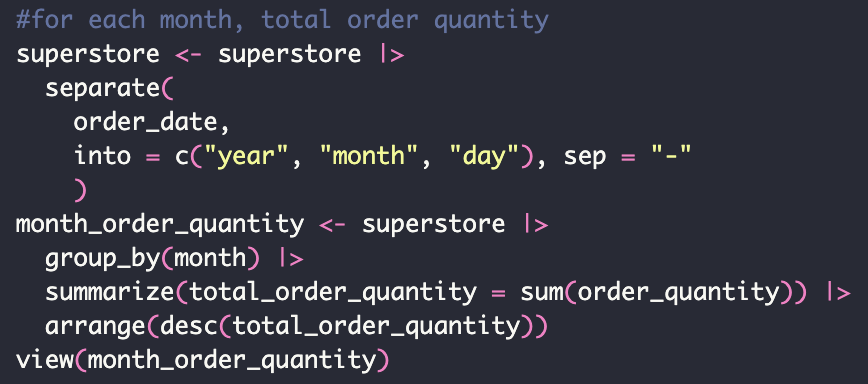 #for each month, total order quantity
superstore <- superstore |>
  separate(
    order_date,
    into = c("year", "month", "day"), sep = "-"
    )
month_order_quantity <- superstore |>
  group_by(month) |>
  summarize(total_order_quantity = sum(order_quantity)) |>
  arrange(desc(total_order_quantity))
view(month_order_quantity)